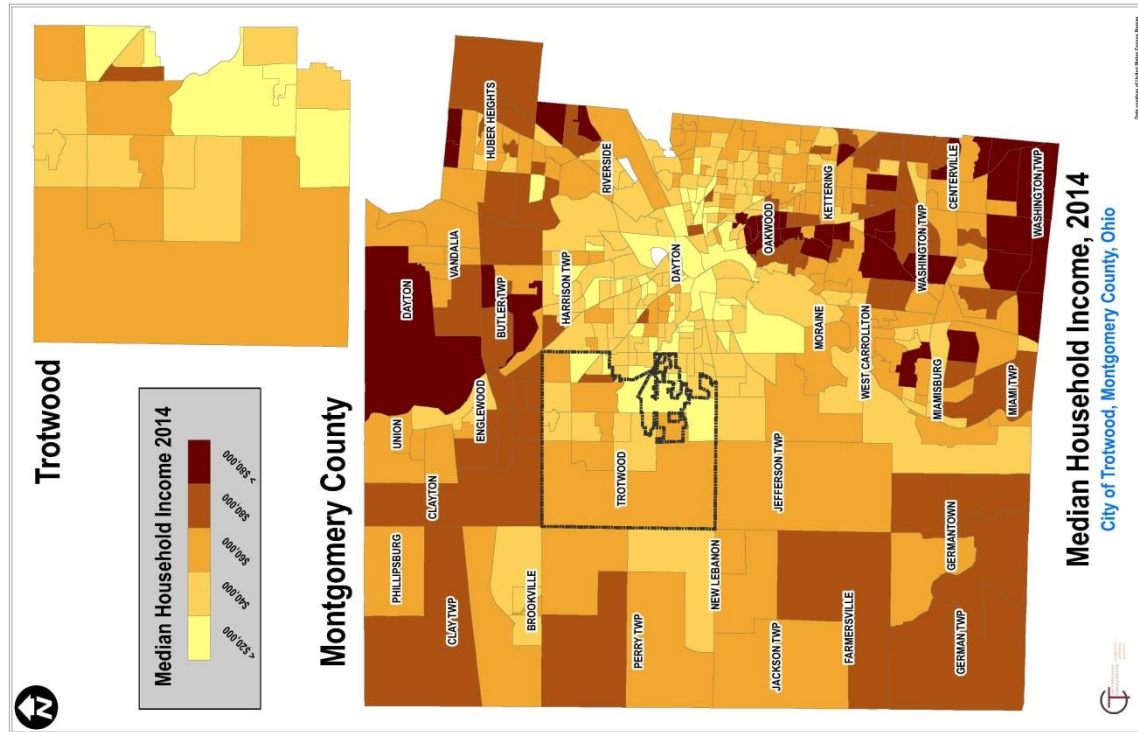 Trotwood
Median Household Income 2014
< $20,000
$40,000
$60,000
$80,000
> $80,000
Montgomery County
PHILLIPSBURG
CLAYTON
UNION
DAYTON
CLAY TWP
ENGLEWOOD
VANDALIA
HUBER HEIGHTS
BROOKVILLE
BUTLER TWP
HARRISON TWP
RIVERSIDE
PERRY TWP
TROTWOOD
DAYTON
NEW LEBANON
OAKWOOD
JACKSON TWP
JEFFERSON TWP
MORAINE
KETTERING
FARMERSVILLE
WEST CARROLLTON
WASHINGTON TWP
GERMANTOWN
MIAMISBURG
CENTERVILLE
GERMAN TWP
MIAMI TWP
WASHINGTON TWP
Median Household Income, 2014
City of Trotwood, Montgomery County, Ohio
N